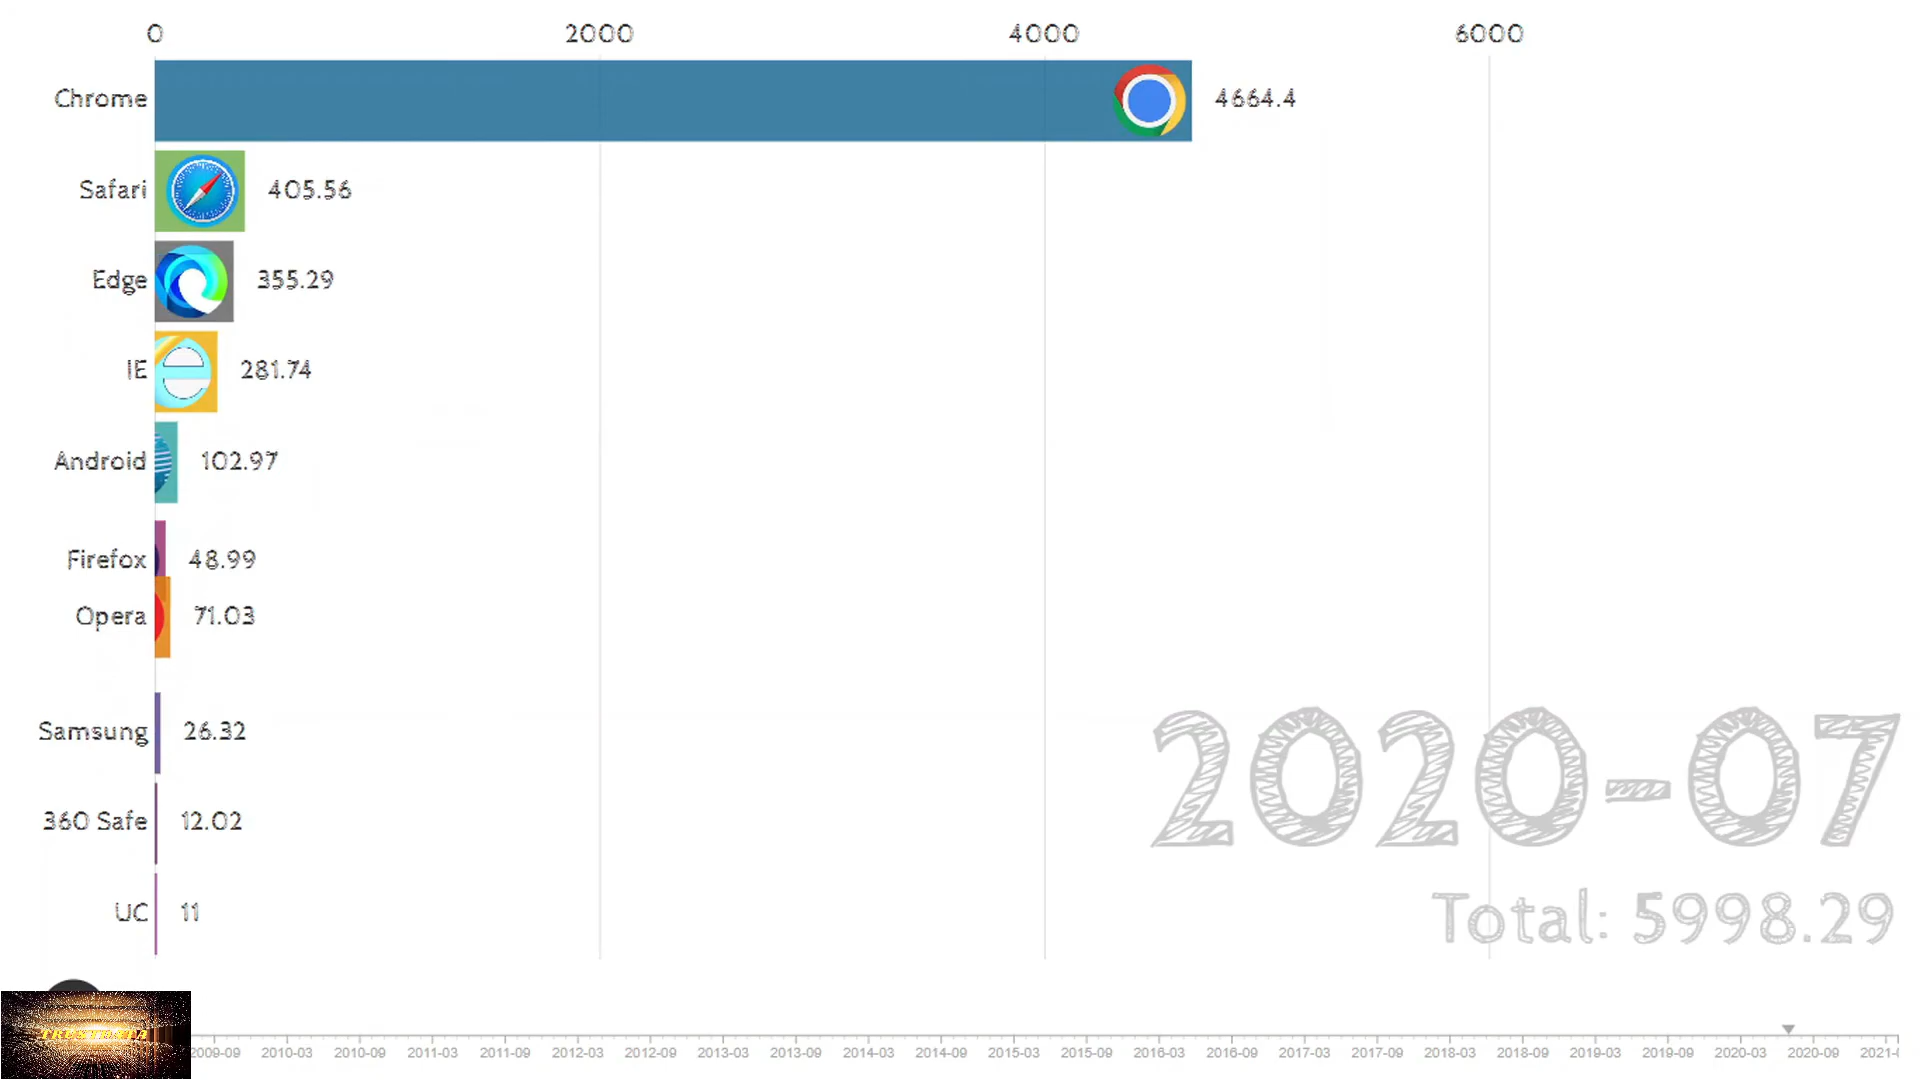 0 2000 4000 6000
Chrome 4664.4
Safari 405.56
Edge 355.29
IE 281.74
Android 102.97
Firefox 48.99
Opera 71.03
Samsung 26.32
360 Safe 12.02
UC 11
2020-07
Total: 5998.29
2009-09 2010-03 2010-09 2011-03 2011-09 2012-03 2012-09 2013-03 2013-09 2014-03 2014-09 2015-03 2015-09 2016-03 2016-09 2017-03 2017-09 2018-03 2018-09 2019-03 2019-09 2020-03 2020-09